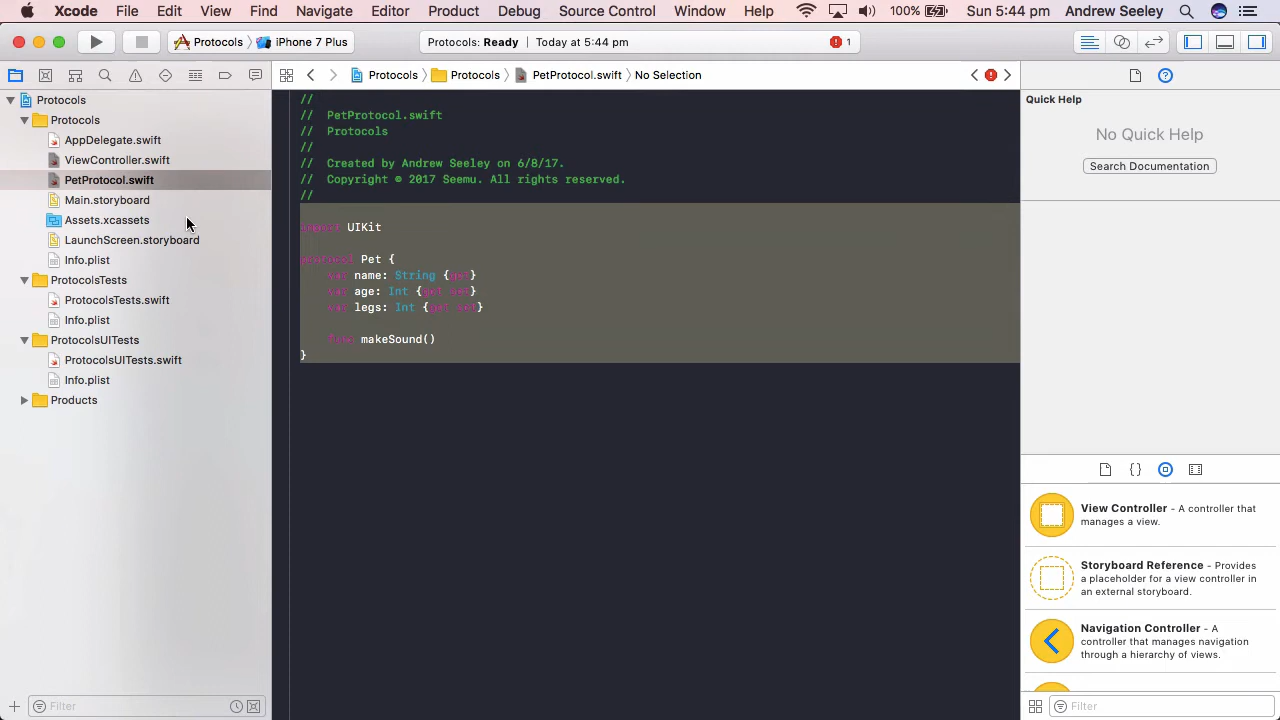 Xcode File Edit View Find Navigate Editor Product Debug Source Control Window Help 100% Sun 5:44 pm Andrew Seeley
Protocols iPhone 7 Plus Protocols: Ready Today at 5:44 pm 1
Protocols Protocols PetProtocol.swift No Selection
Protocols
Protocols
AppDelegate.swift
ViewController.swift
PetProtocol.swift
Main.storyboard
Assets.xcassets
LaunchScreen.storyboard
Info.plist
ProtocolsTests
ProtocolsTests.swift
Info.plist
ProtocolsUITests
ProtocolsUITests.swift
Info.plist
Products
Filter
//
// PetProtocol.swift
// Protocols
//
// Created by Andrew Seeley on 6/8/17.
// Copyright © 2017 Seemu. All rights reserved.
//
import UIKit
protocol Pet {
var name: String {get}
var age: Int {get set}
var legs: Int {get set}
func makeSound()
}
Quick Help
No Quick Help
Search Documentation
View Controller - A controller that
manages a view.
Storyboard Reference - Provides
a placeholder for a view controller in
an external storyboard.
Navigation Controller - A
controller that manages navigation
through a hierarchy of views.
Filter